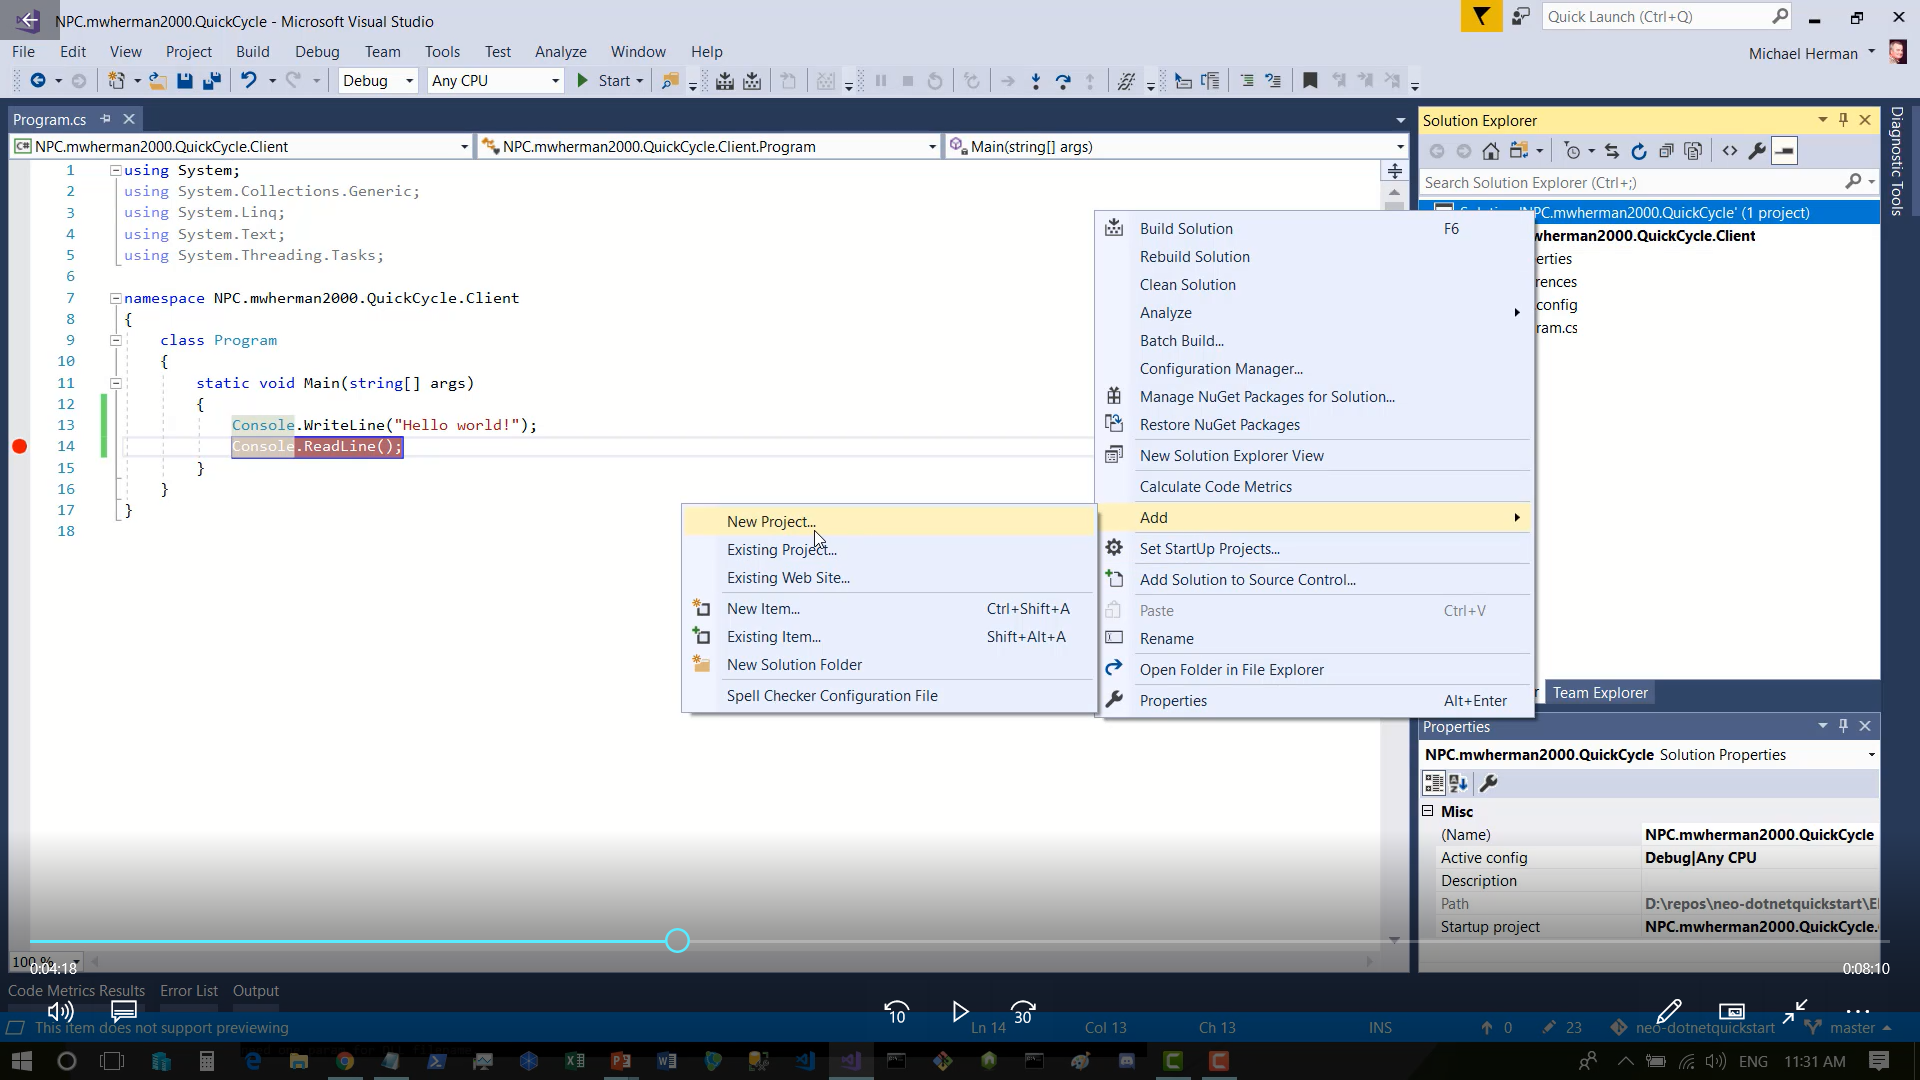 NPC.mwherman2000.QuickCycle - Microsoft Visual Studio
Quick Launch (Ctrl+Q)
File Edit View Project Build Debug Team Tools Test Analyze Window Help
Michael Herman
Debug Any CPU Start
Program.cs
NPC.mwherman2000.QuickCycle.Client NPC.mwherman2000.QuickCycle.Client.Program Main(string[] args)
1 using System;
2 using System.Collections.Generic;
3 using System.Linq;
4 using System.Text;
5 using System.Threading.Tasks;
6
7 namespace NPC.mwherman2000.QuickCycle.Client
8 {
9 class Program
10 {
11 static void Main(string[] args)
12 {
13 Console.WriteLine("Hello world!");
14 Console.ReadLine();
15 }
16 }
17 }
18
Build Solution F6
Rebuild Solution
Clean Solution
Analyze
Batch Build...
Configuration Manager...
Manage NuGet Packages for Solution...
Restore NuGet Packages
New Solution Explorer View
Calculate Code Metrics
Add
Set StartUp Projects...
Add Solution to Source Control...
Paste Ctrl+V
Rename
Open Folder in File Explorer
Properties Alt+Enter
New Project...
Existing Project...
Existing Web Site...
New Item... Ctrl+Shift+A
Existing Item... Shift+Alt+A
New Solution Folder
Spell Checker Configuration File
Solution Explorer
Search Solution Explorer (Ctrl+;)
'NPC.mwherman2000.QuickCycle' (1 project)
wherman2000.QuickCycle.Client
erties
rences
config
ram.cs
Team Explorer
Diagnostic Tools
Properties
NPC.mwherman2000.QuickCycle Solution Properties
Misc
(Name) NPC.mwherman2000.QuickCycle
Active config Debug|Any CPU
Description
Path D:\repos\neo-dotnetquickstart\E
Startup project NPC.mwherman2000.QuickCycle.
100 %
0:04:18
0:08:10
Code Metrics Results Error List Output
10
30
This item does not support previewing
Ln 14 Col 13 Ch 13 INS 0 23 neo-dotnetquickstart master
ENG 11:31 AM